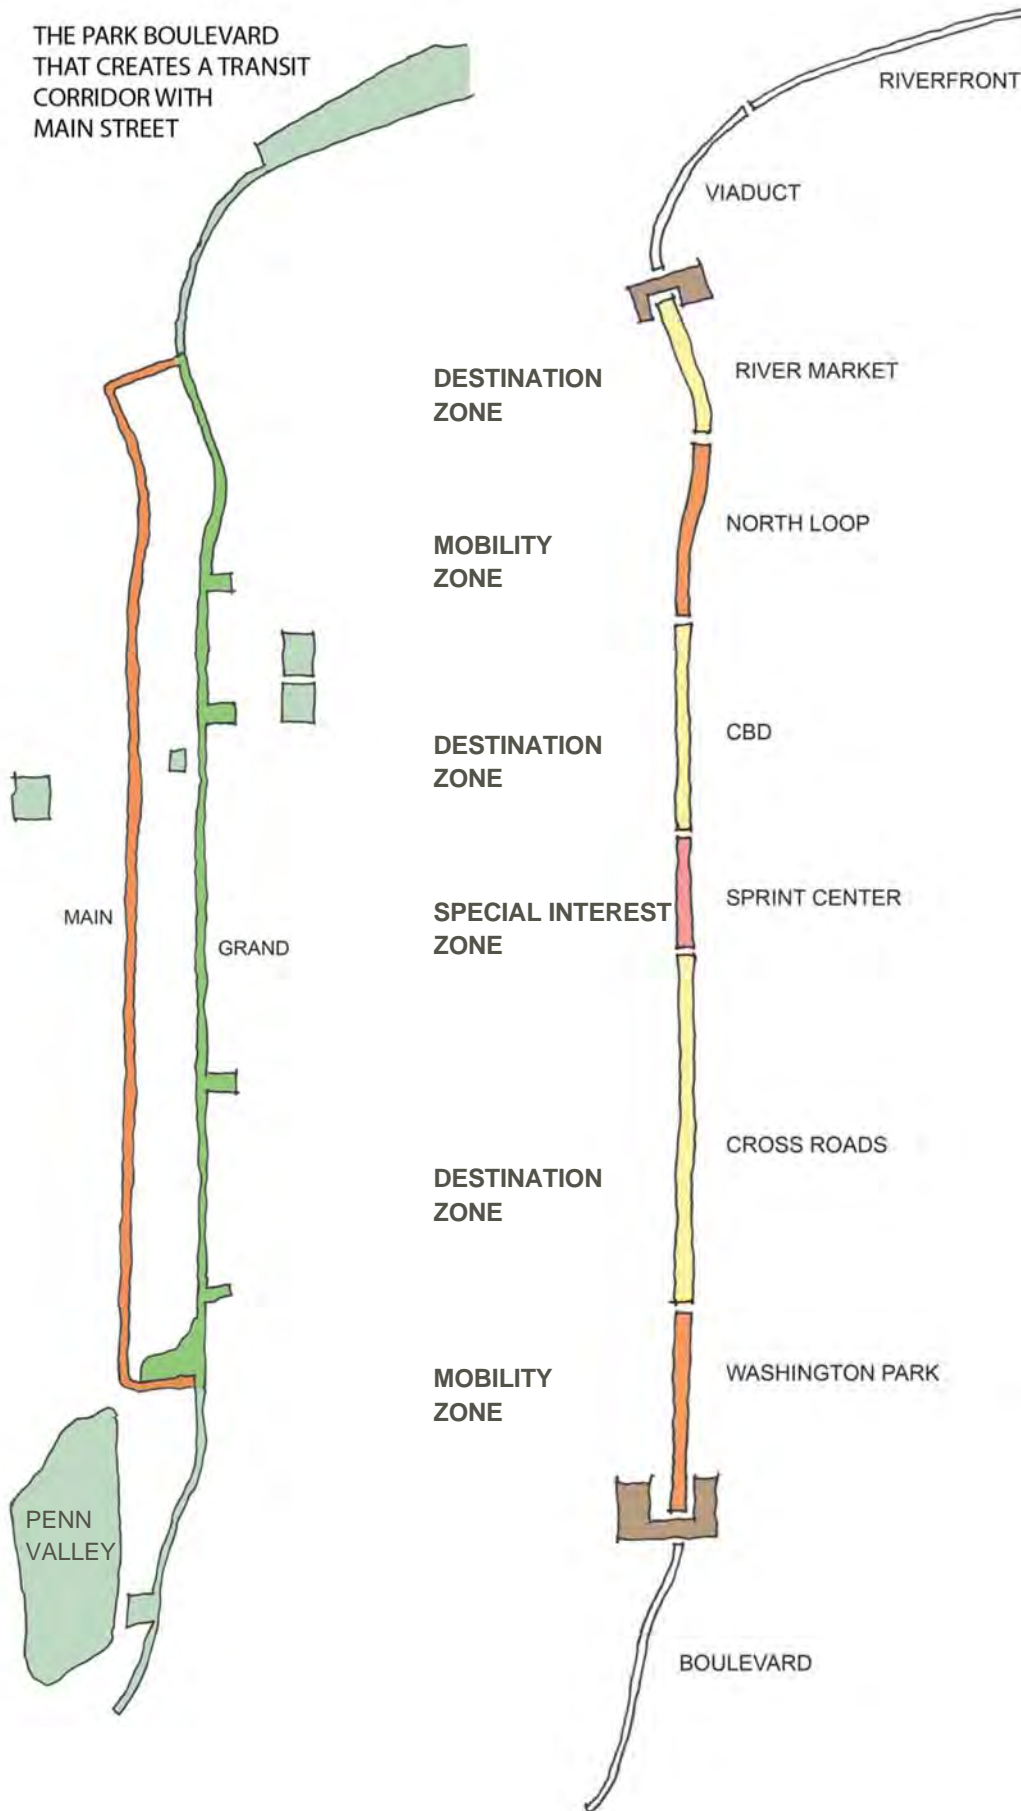 THE PARK BOULEVARD
THAT CREATES A TRANSIT
CORRIDOR WITH
MAIN STREET
RIVERFRONT
VIADUCT
DESTINATION
ZONE
RIVER MARKET
MOBILITY
ZONE
NORTH LOOP
DESTINATION
ZONE
CBD
MAIN
GRAND
SPECIAL INTEREST
ZONE
SPRINT CENTER
DESTINATION
ZONE
CROSS ROADS
MOBILITY
ZONE
WASHINGTON PARK
PENN
VALLEY
BOULEVARD